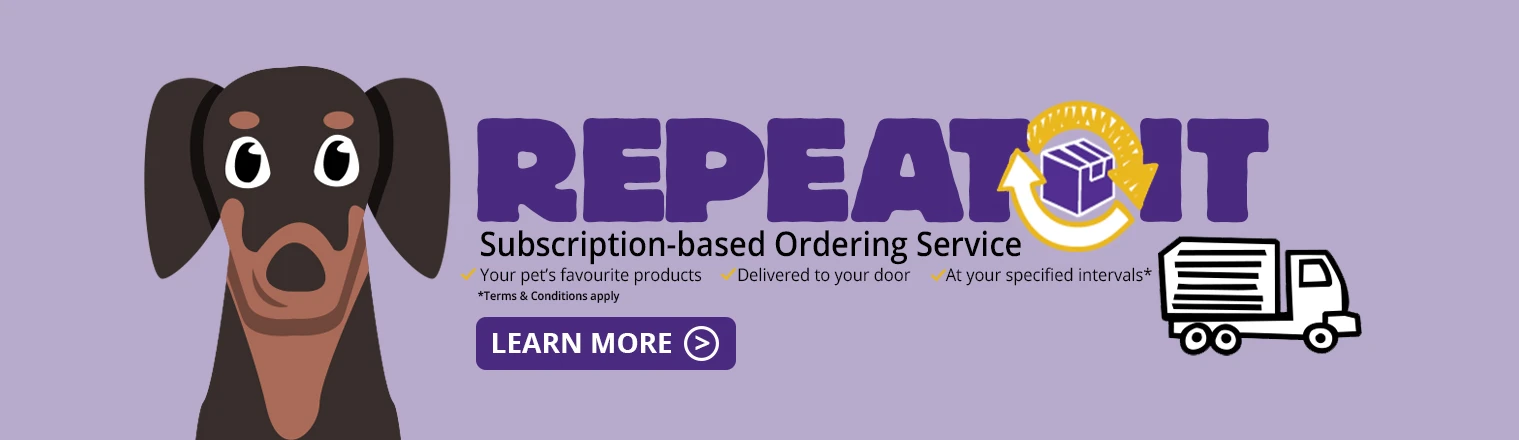 REPEAT IT
Subscription-based Ordering Service
Your pet's favourite products Delivered to your door At your specified intervals*
*Terms & Conditions apply
LEARN MORE >